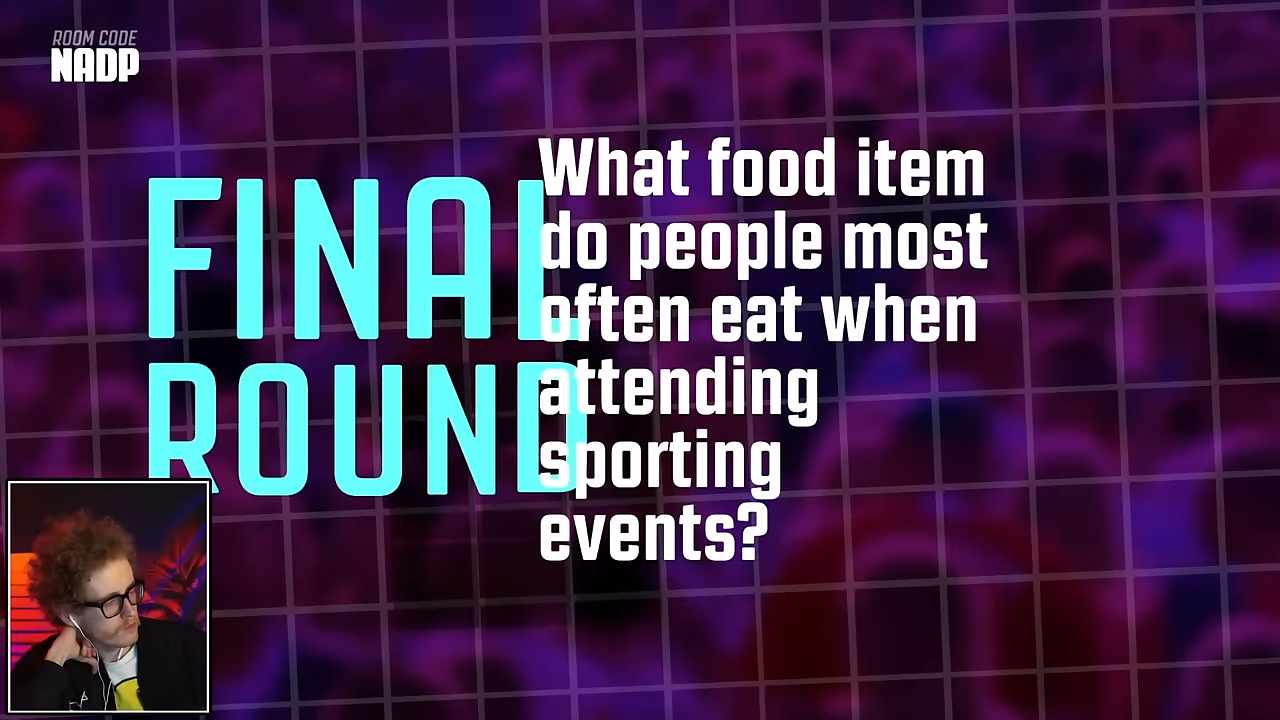 ROOM CODE
NADP
FINAL
ROUND
What food item
do people most
often eat when
attending
sporting
events?